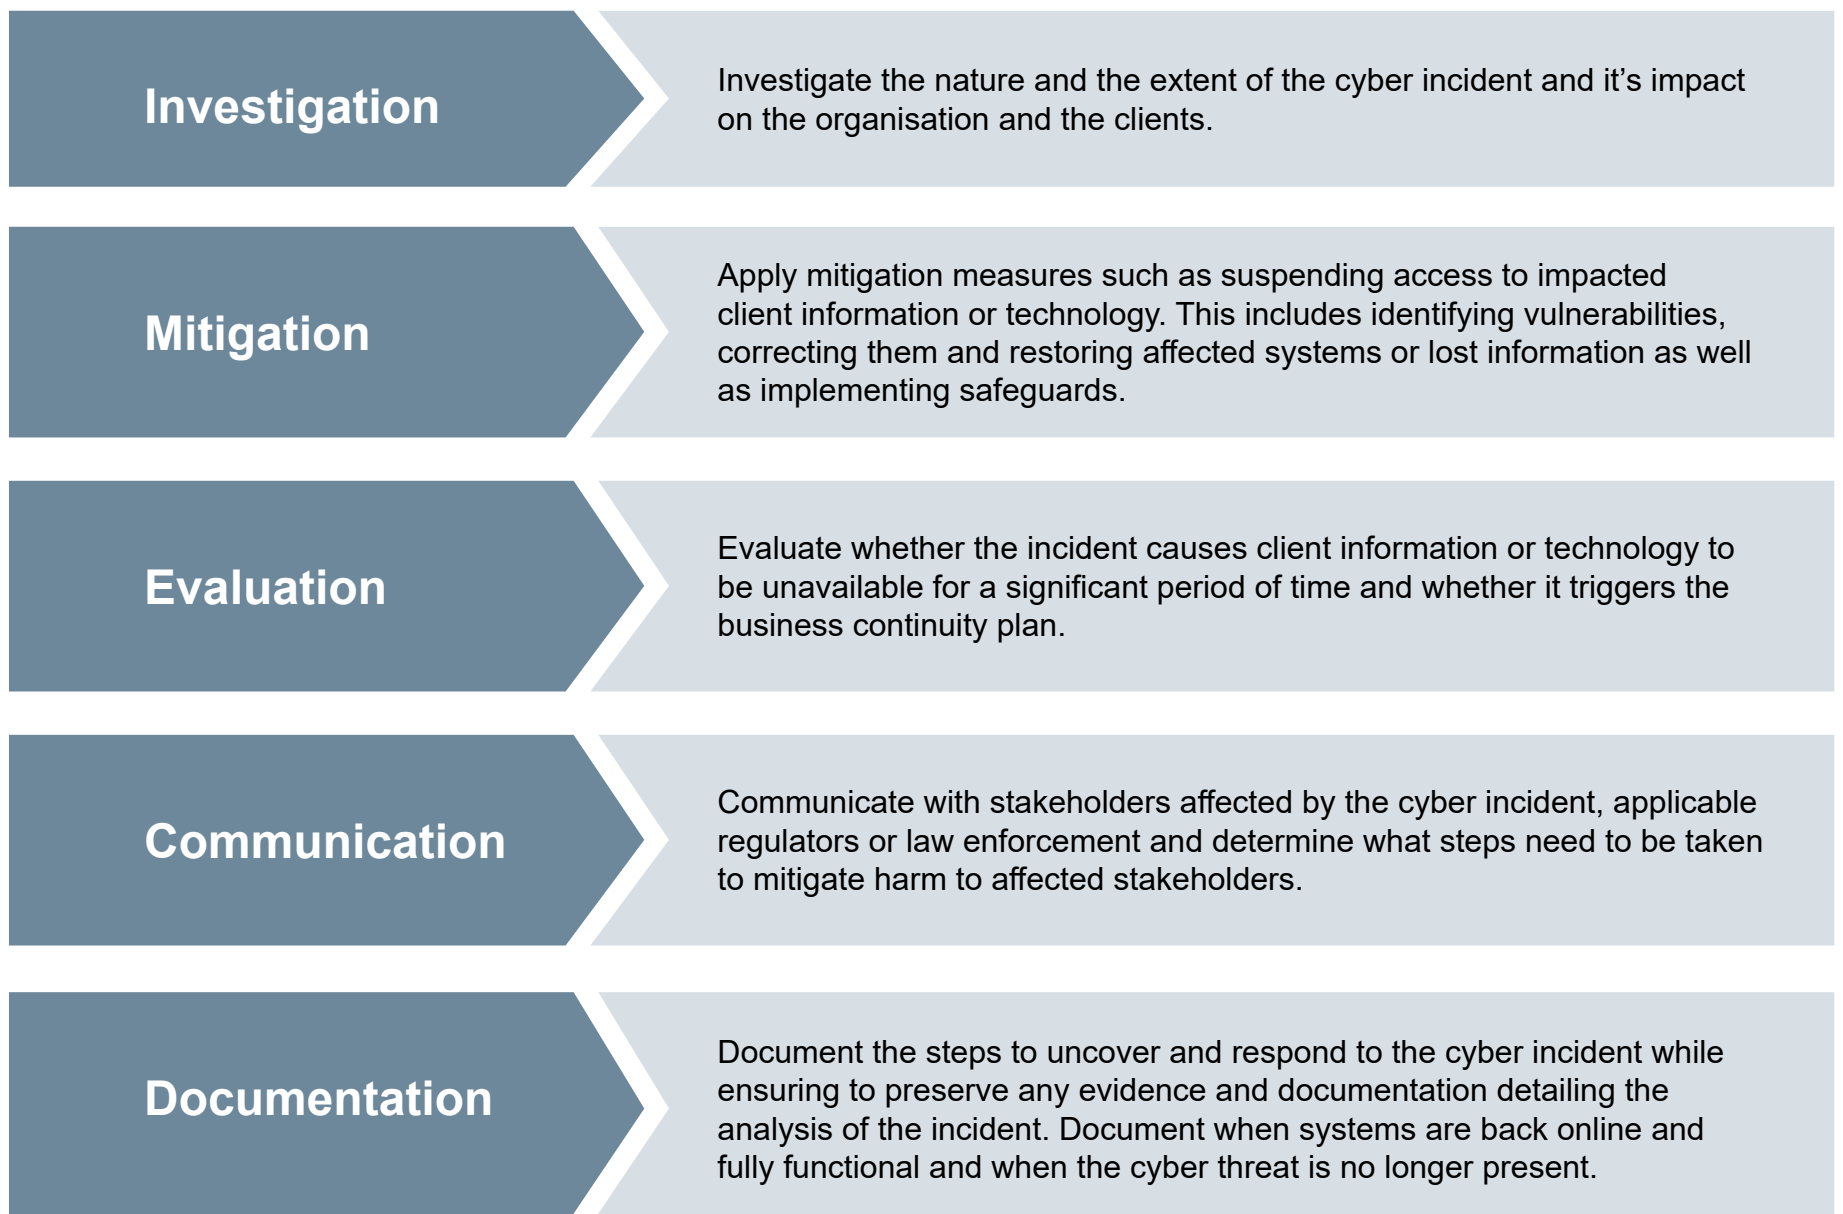 Investigation
Investigate the nature and the extent of the cyber incident and it’s impact
on the organisation and the clients.
Mitigation
Apply mitigation measures such as suspending access to impacted
client information or technology. This includes identifying vulnerabilities,
correcting them and restoring affected systems or lost information as well
as implementing safeguards.
Evaluation
Evaluate whether the incident causes client information or technology to
be unavailable for a significant period of time and whether it triggers the
business continuity plan.
Communication
Communicate with stakeholders affected by the cyber incident, applicable
regulators or law enforcement and determine what steps need to be taken
to mitigate harm to affected stakeholders.
Documentation
Document the steps to uncover and respond to the cyber incident while
ensuring to preserve any evidence and documentation detailing the
analysis of the incident. Document when systems are back online and
fully functional and when the cyber threat is no longer present.